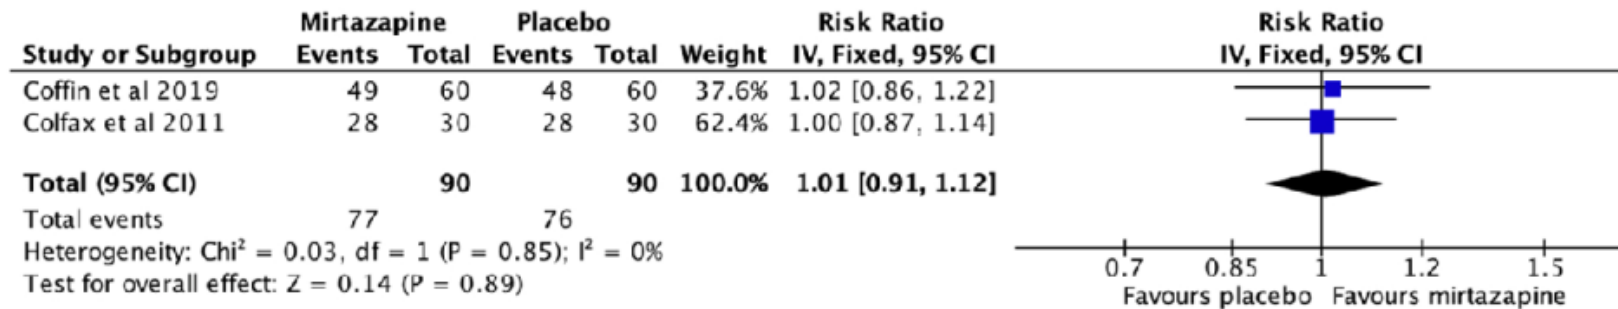 Mirtazapine Placebo Risk Ratio Risk Ratio
Study or Subgroup Events Total Events Total Weight IV, Fixed, 95% CI IV, Fixed, 95% CI
Coffin et al 2019 49 60 48 60 37.6% 1.02 [0.86, 1.22]
Colfax et al 2011 28 30 28 30 62.4% 1.00 [0.87, 1.14]
Total (95% CI) 90 90 100.0% 1.01 [0.91, 1.12]
Total events 77 76
Heterogeneity: Chi² = 0.03, df = 1 (P = 0.85); I² = 0%
Test for overall effect: Z = 0.14 (P = 0.89)
0.7 0.85 1 1.2 1.5
Favours placebo Favours mirtazapine